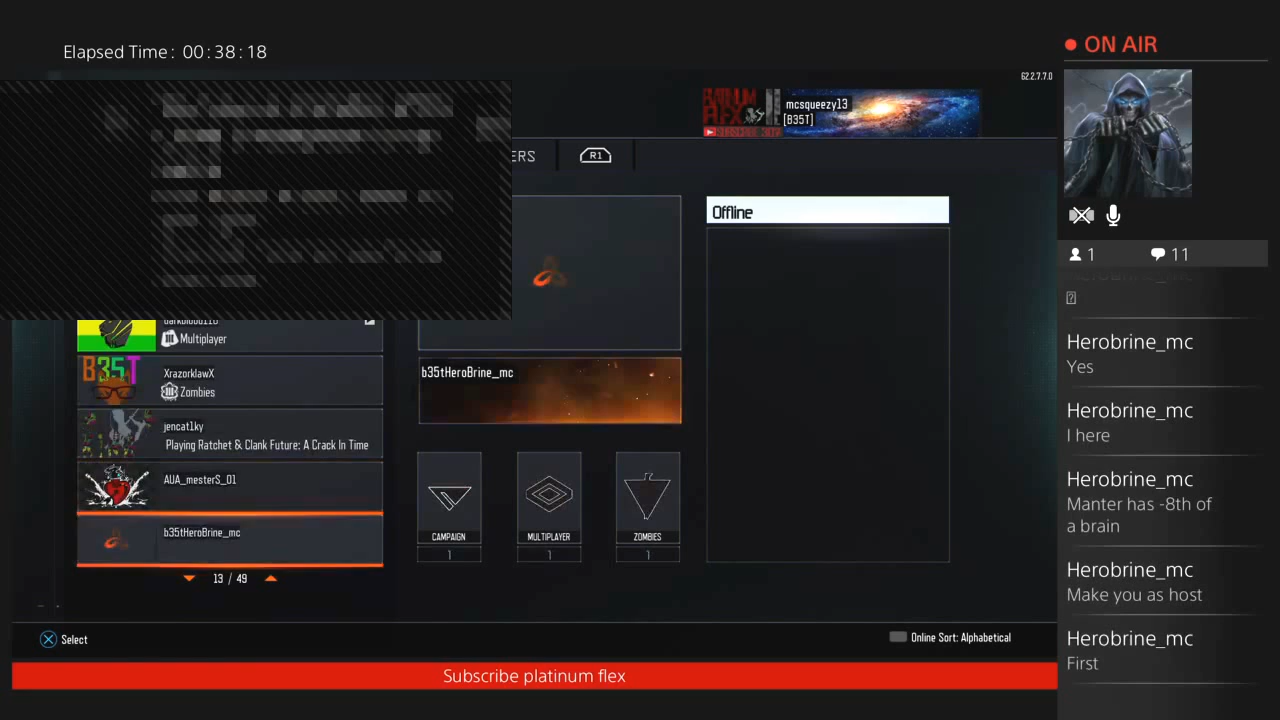 Elapsed Time: 00:38:18
ON AIR
62.2.7.7.0
mcsqueezy13
[B35T]
ERS
R1
Offline
1
11
Multiplayer
B35T
XrazorklawX
Zombies
jencat1ky
Playing Ratchet & Clank Future: A Crack In Time
AUA_mesterS_01
b35tHeroBrine_mc
13 / 49
b35tHeroBrine_mc
CAMPAIGN
MULTIPLAYER
ZOMBIES
1
1
1
Select
Online Sort: Alphabetical
Subscribe platinum flex
Herobrine_mc
Yes
Herobrine_mc
I here
Herobrine_mc
Manter has -8th of
a brain
Herobrine_mc
Make you as host
Herobrine_mc
First